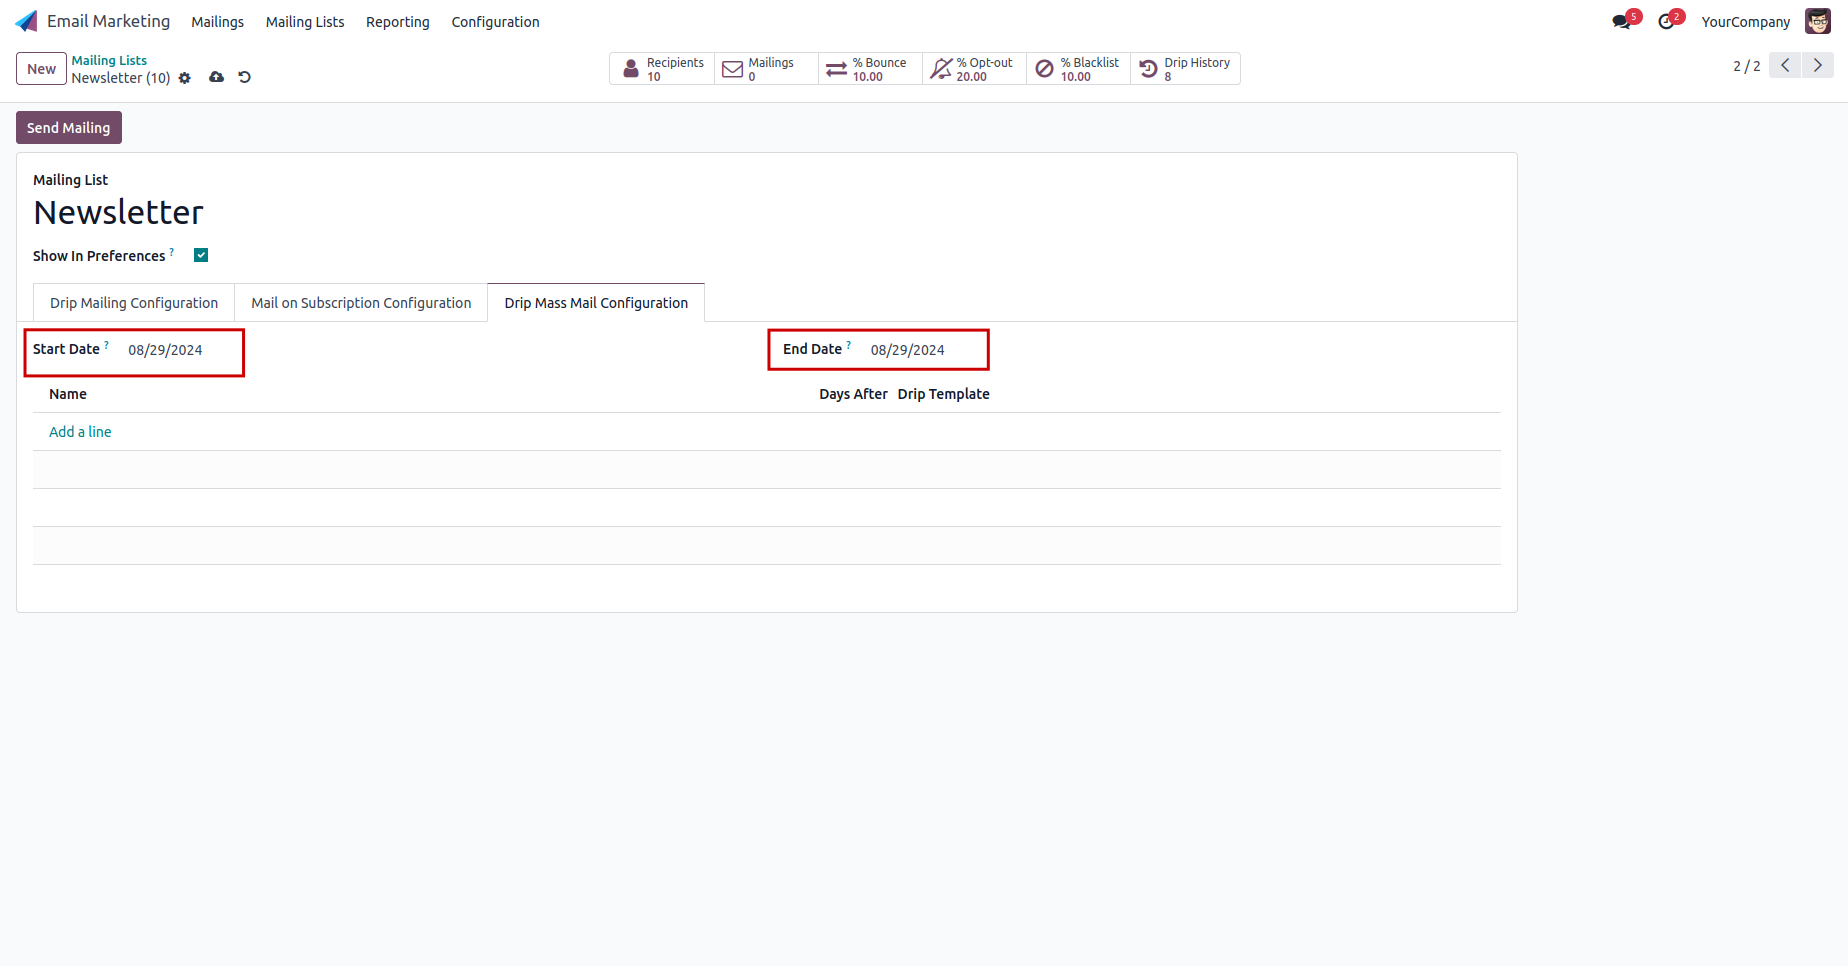 Email Marketing Mailings Mailing Lists Reporting Configuration 5 2 YourCompany
New
Mailing Lists
Newsletter (10)
Recipients
10
Mailings
0
% Bounce
10.00
% Opt-out
20.00
% Blacklist
10.00
Drip History
8
2 / 2
Send Mailing
Mailing List
Newsletter
Show In Preferences ?
Drip Mailing Configuration Mail on Subscription Configuration Drip Mass Mail Configuration
Start Date ? 08/29/2024 End Date ? 08/29/2024
Name Days After Drip Template
Add a line